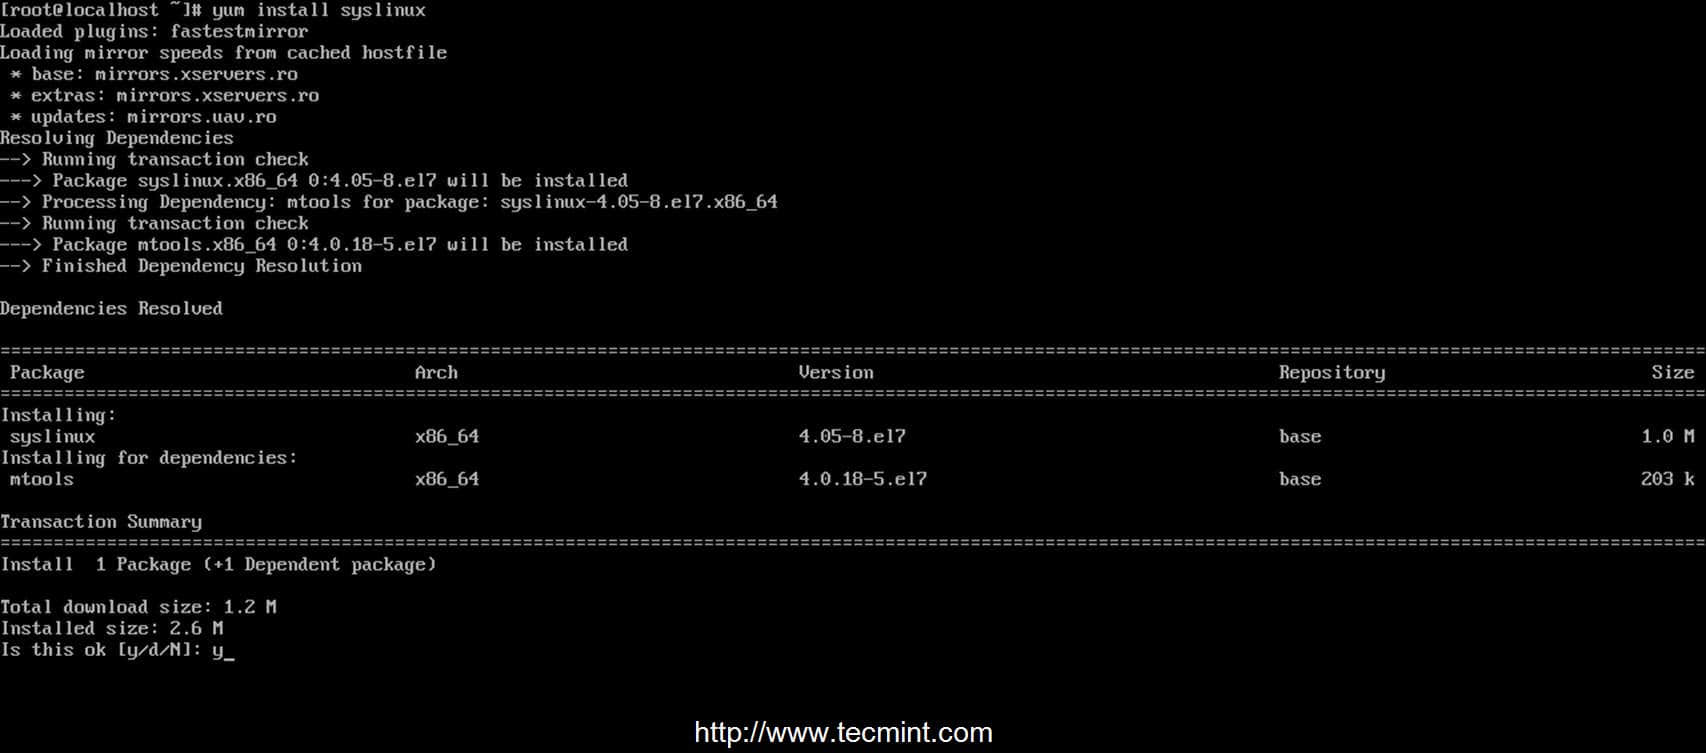 [root@localhost ~]# yum install syslinux
Loaded plugins: fastestmirror
Loading mirror speeds from cached hostfile
 * base: mirrors.xservers.ro
 * extras: mirrors.xservers.ro
 * updates: mirrors.uav.ro
Resolving Dependencies
--> Running transaction check
---> Package syslinux.x86_64 0:4.05-8.el7 will be installed
--> Processing Dependency: mtools for package: syslinux-4.05-8.el7.x86_64
--> Running transaction check
---> Package mtools.x86_64 0:4.0.18-5.el7 will be installed
--> Finished Dependency Resolution

Dependencies Resolved

================================================================================
 Package Arch Version Repository Size
================================================================================
Installing:
 syslinux x86_64 4.05-8.el7 base 1.0 M
Installing for dependencies:
 mtools x86_64 4.0.18-5.el7 base 203 k

Transaction Summary
================================================================================
Install  1 Package (+1 Dependent package)

Total download size: 1.2 M
Installed size: 2.6 M
Is this ok [y/d/N]: y_
http://www.tecmint.com